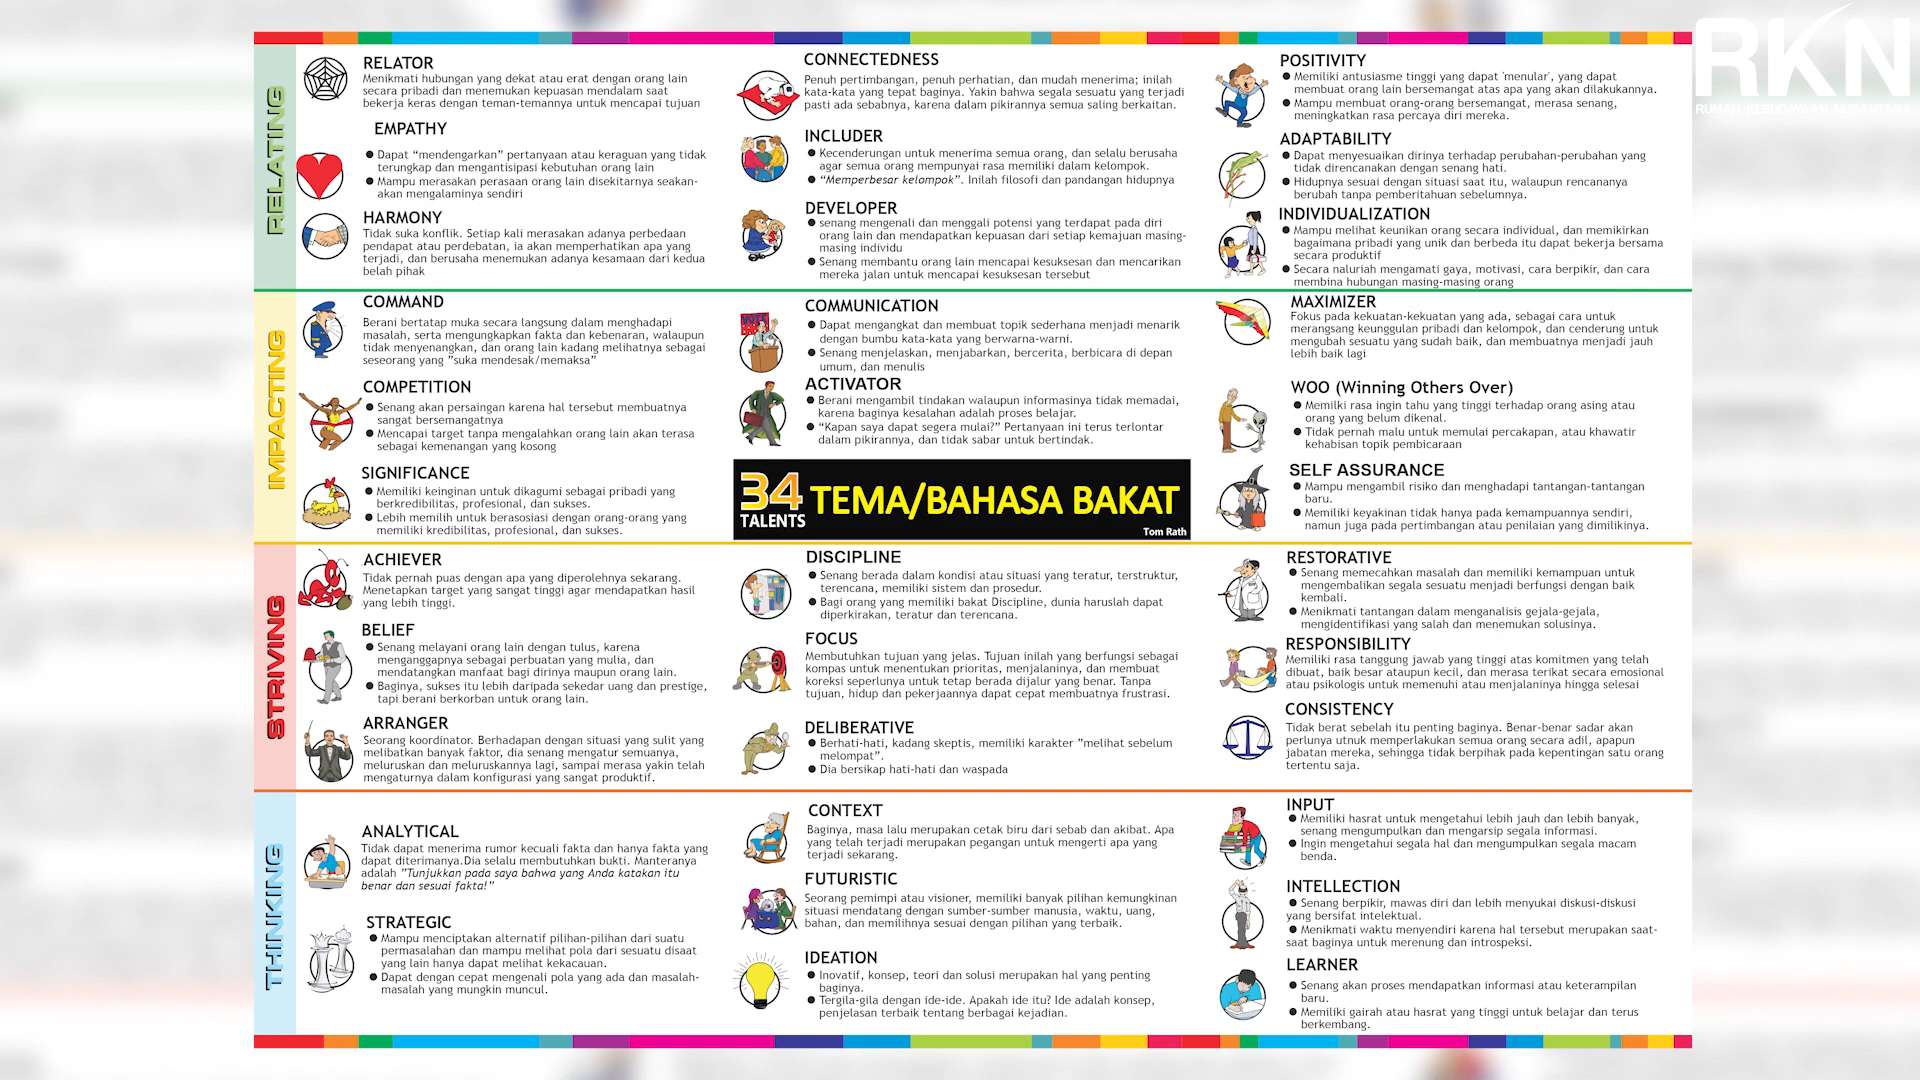 RKN
RUMAH KEBUDAYAAN NUSANTARA
RELATING
RELATOR
Menikmati hubungan yang dekat atau erat dengan orang lain
secara pribadi dan menemukan kepuasan mendalam saat
bekerja keras dengan teman-temannya untuk mencapai tujuan
EMPATHY
● Dapat “mendengarkan” pertanyaan atau keraguan yang tidak
terungkap dan mengantisipasi kebutuhan orang lain
● Mampu merasakan perasaan orang lain disekitarnya seakan-
akan mengalaminya sendiri
HARMONY
Tidak suka konflik. Setiap kali merasakan adanya perbedaan
pendapat atau perdebatan, ia akan memperhatikan apa yang
terjadi, dan berusaha menemukan adanya kesamaan dari kedua
belah pihak
CONNECTEDNESS
Penuh pertimbangan, penuh perhatian, dan mudah menerima; inilah
kata-kata yang tepat baginya. Yakin bahwa segala sesuatu yang terjadi
pasti ada sebabnya, karena dalam pikirannya semua saling berkaitan.
INCLUDER
● Kecenderungan untuk menerima semua orang, dan selalu berusaha
agar semua orang mempunyai rasa memiliki dalam kelompok.
● “Memperbesar kelompok”. Inilah filosofi dan pandangan hidupnya
DEVELOPER
● senang mengenali dan menggali potensi yang terdapat pada diri
orang lain dan mendapatkan kepuasan dari setiap kemajuan masing-
masing individu
● Senang membantu orang lain mencapai kesuksesan dan mencarikan
mereka jalan untuk mencapai kesuksesan tersebut
POSITIVITY
● Memiliki antusiasme tinggi yang dapat 'menular', yang dapat
membuat orang lain bersemangat atas apa yang akan dilakukannya.
● Mampu membuat orang-orang bersemangat, merasa senang,
meningkatkan rasa percaya diri mereka.
ADAPTABILITY
● Dapat menyesuaikan dirinya terhadap perubahan-perubahan yang
tidak direncanakan dengan senang hati.
● Hidupnya sesuai dengan situasi saat itu, walaupun rencananya
berubah tanpa pemberitahuan sebelumnya.
INDIVIDUALIZATION
● Mampu melihat keunikan orang secara individual, dan memikirkan
bagaimana pribadi yang unik dan berbeda itu dapat bekerja bersama
secara produktif
● Secara naluriah mengamati gaya, motivasi, cara berpikir, dan cara
membina hubungan masing-masing orang
IMPACTING
COMMAND
Berani bertatap muka secara langsung dalam menghadapi
masalah, serta mengungkapkan fakta dan kebenaran, walaupun
tidak menyenangkan, dan orang lain kadang melihatnya sebagai
seseorang yang ”suka mendesak/memaksa”
COMPETITION
● Senang akan persaingan karena hal tersebut membuatnya
sangat bersemangatnya
● Mencapai target tanpa mengalahkan orang lain akan terasa
sebagai kemenangan yang kosong
SIGNIFICANCE
● Memiliki keinginan untuk dikagumi sebagai pribadi yang
berkredibilitas, profesional, dan sukses.
● Lebih memilih untuk berasosiasi dengan orang-orang yang
memiliki kredibilitas, profesional, dan sukses.
COMMUNICATION
VOTE
● Dapat mengangkat dan membuat topik sederhana menjadi menarik
dengan bumbu kata-kata yang berwarna-warni.
● Senang menjelaskan, menjabarkan, bercerita, berbicara di depan
umum, dan menulis
ACTIVATOR
● Berani mengambil tindakan walaupun informasinya tidak memadai,
karena baginya kesalahan adalah proses belajar.
● “Kapan saya dapat segera mulai?” Pertanyaan ini terus terlontar
dalam pikirannya, dan tidak sabar untuk bertindak.
34 TALENTS
TEMA/BAHASA BAKAT
Tom Rath
MAXIMIZER
Fokus pada kekuatan-kekuatan yang ada, sebagai cara untuk
merangsang keunggulan pribadi dan kelompok, dan cenderung untuk
mengubah sesuatu yang sudah baik, dan membuatnya menjadi jauh
lebih baik lagi
WOO (Winning Others Over)
● Memilki rasa ingin tahu yang tinggi terhadap orang asing atau
orang yang belum dikenal.
● Tidak pernah malu untuk memulai percakapan, atau khawatir
kehabisan topik pembicaraan
SELF ASSURANCE
● Mampu mengambil risiko dan menghadapi tantangan-tantangan
baru.
● Memiliki keyakinan tidak hanya pada kemampuannya sendiri,
namun juga pada pertimbangan atau penilaian yang dimilikinya.
STRIVING
ACHIEVER
Tidak pernah puas dengan apa yang diperolehnya sekarang.
Menetapkan target yang sangat tinggi agar mendapatkan hasil
yang lebih tinggi.
BELIEF
● Senang melayani orang lain dengan tulus, karena
menganggapnya sebagai perbuatan yang mulia, dan
mendatangkan manfaat bagi dirinya maupun orang lain.
● Baginya, sukses itu lebih daripada sekedar uang dan prestige,
tapi berani berkorban untuk orang lain.
ARRANGER
Seorang koordinator. Berhadapan dengan situasi yang sulit yang
melibatkan banyak faktor, dia senang mengatur semuanya,
meluruskan dan meluruskannya lagi, sampai merasa yakin telah
mengaturnya dalam konfigurasi yang sangat produktif.
DISCIPLINE
● Senang berada dalam kondisi atau situasi yang teratur, terstruktur,
terencana, memiliki sistem dan prosedur.
● Bagi orang yang memiliki bakat Discipline, dunia haruslah dapat
diperkirakan, teratur dan terencana.
FOCUS
Membutuhkan tujuan yang jelas. Tujuan inilah yang berfungsi sebagai
kompas untuk menentukan prioritas, menjalaninya, dan membuat
koreksi seperlunya untuk tetap berada dijalur yang benar. Tanpa
tujuan, hidup dan pekerjaannya dapat cepat membuatnya frustrasi.
DELIBERATIVE
● Berhati-hati, kadang skeptis, memiliki karakter ”melihat sebelum
melompat”.
● Dia bersikap hati-hati dan waspada
RESTORATIVE
● Senang memecahkan masalah dan memiliki kemampuan untuk
mengembalikan segala sesuatu menjadi berfungsi dengan baik
kembali.
● Menikmati tantangan dalam menganalisis gejala-gejala,
mengidentifikasi yang salah dan menemukan solusinya.
RESPONSIBILITY
Memiliki rasa tanggung jawab yang tinggi atas komitmen yang telah
dibuat, baik besar ataupun kecil, dan merasa terikat secara emosional
atau psikologis untuk memenuhi atau menjalaninya hingga selesai
CONSISTENCY
Tidak berat sebelah itu penting baginya. Benar-benar sadar akan
perlunya utnuk memperlakukan semua orang secara adil, apapun
jabatan mereka, sehingga tidak berpihak pada kepentingan satu orang
tertentu saja.
THINKING
ANALYTICAL
Tidak dapat menerima rumor kecuali fakta dan hanya fakta yang
dapat diterimanya.Dia selalu membutuhkan bukti. Manteranya
adalah ”Tunjukkan pada saya bahwa yang Anda katakan itu
benar dan sesuai fakta!”
STRATEGIC
● Mampu menciptakan alternatif pilihan-pilihan dari suatu
permasalahan dan mampu melihat pola dari sesuatu disaat
yang lain hanya dapat melihat kekacauan.
● Dapat dengan cepat mengenali pola yang ada dan masalah-
masalah yang mungkin muncul.
CONTEXT
Baginya, masa lalu merupakan cetak biru dari sebab dan akibat. Apa
yang telah terjadi merupakan pegangan untuk mengerti apa yang
terjadi sekarang.
FUTURISTIC
Seorang pemimpi atau visioner, memiliki banyak pilihan kemungkinan
situasi mendatang dengan sumber-sumber manusia, waktu, uang,
bahan, dan memilihnya sesuai dengan pilihan yang terbaik.
IDEATION
● Inovatif, konsep, teori dan solusi merupakan hal yang penting
baginya.
● Tergila-gila dengan ide-ide. Apakah ide itu? Ide adalah konsep,
penjelasan terbaik tentang berbagai kejadian.
INPUT
● Memiliki hasrat untuk mengetahui lebih jauh dan lebih banyak,
senang mengumpulkan dan mengarsip segala informasi.
● Ingin mengetahui segala hal dan mengumpulkan segala macam
benda.
INTELLECTION
● Senang berpikir, mawas diri dan lebih menyukai diskusi-diskusi
yang bersifat intelektual.
● Menikmati waktu menyendiri karena hal tersebut merupakan saat-
saat baginya untuk merenung dan introspeksi.
LEARNER
● Senang akan proses mendapatkan informasi atau keterampilan
baru.
● Memiliki gairah atau hasrat yang tinggi untuk belajar dan terus
berkembang.